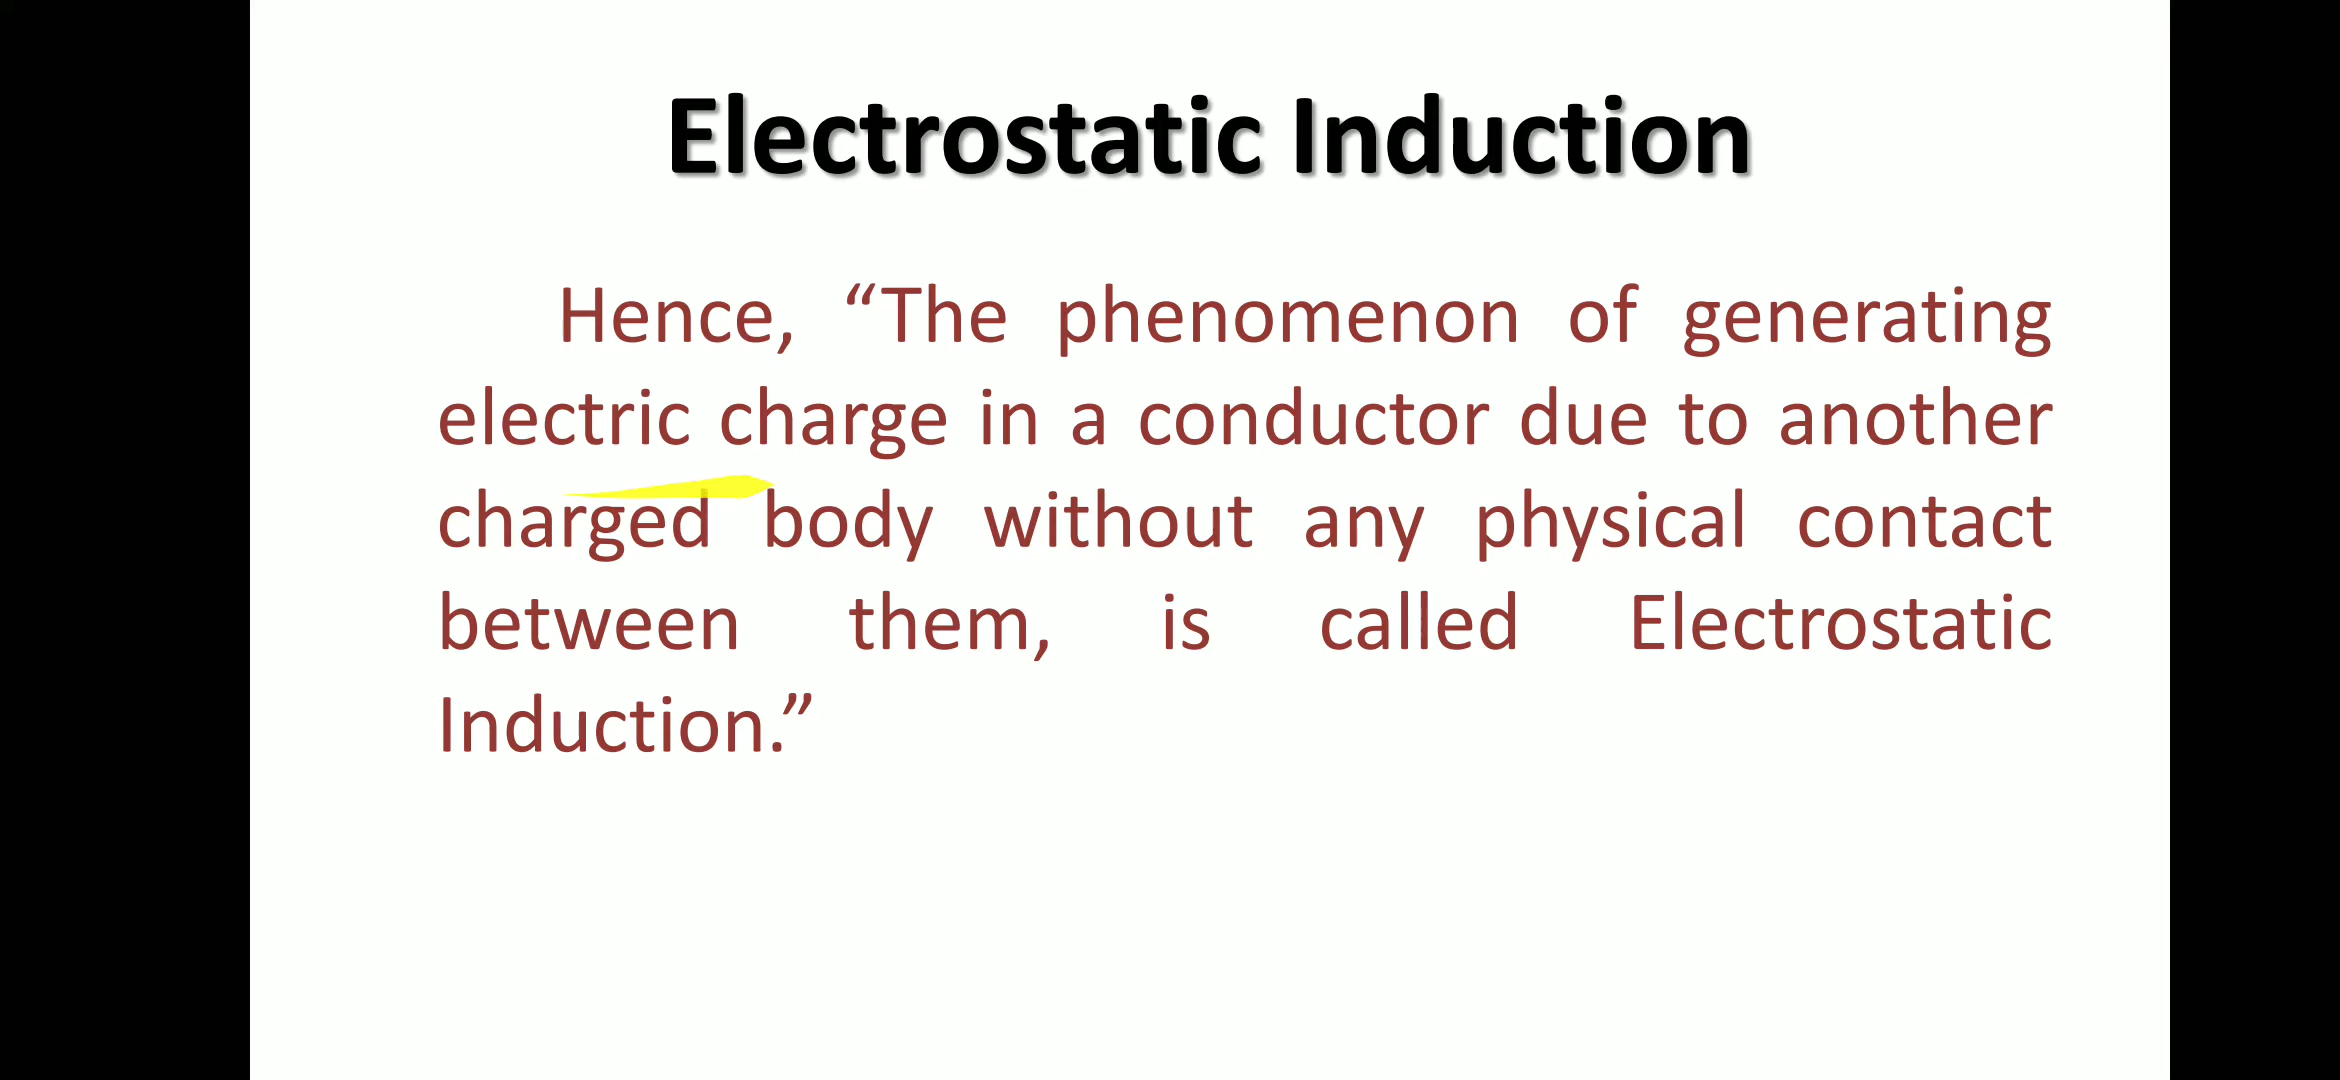 Electrostatic Induction
Hence, “The phenomenon of generating
electric charge in a conductor due to another
charged body without any physical contact
between them, is called Electrostatic
Induction.”